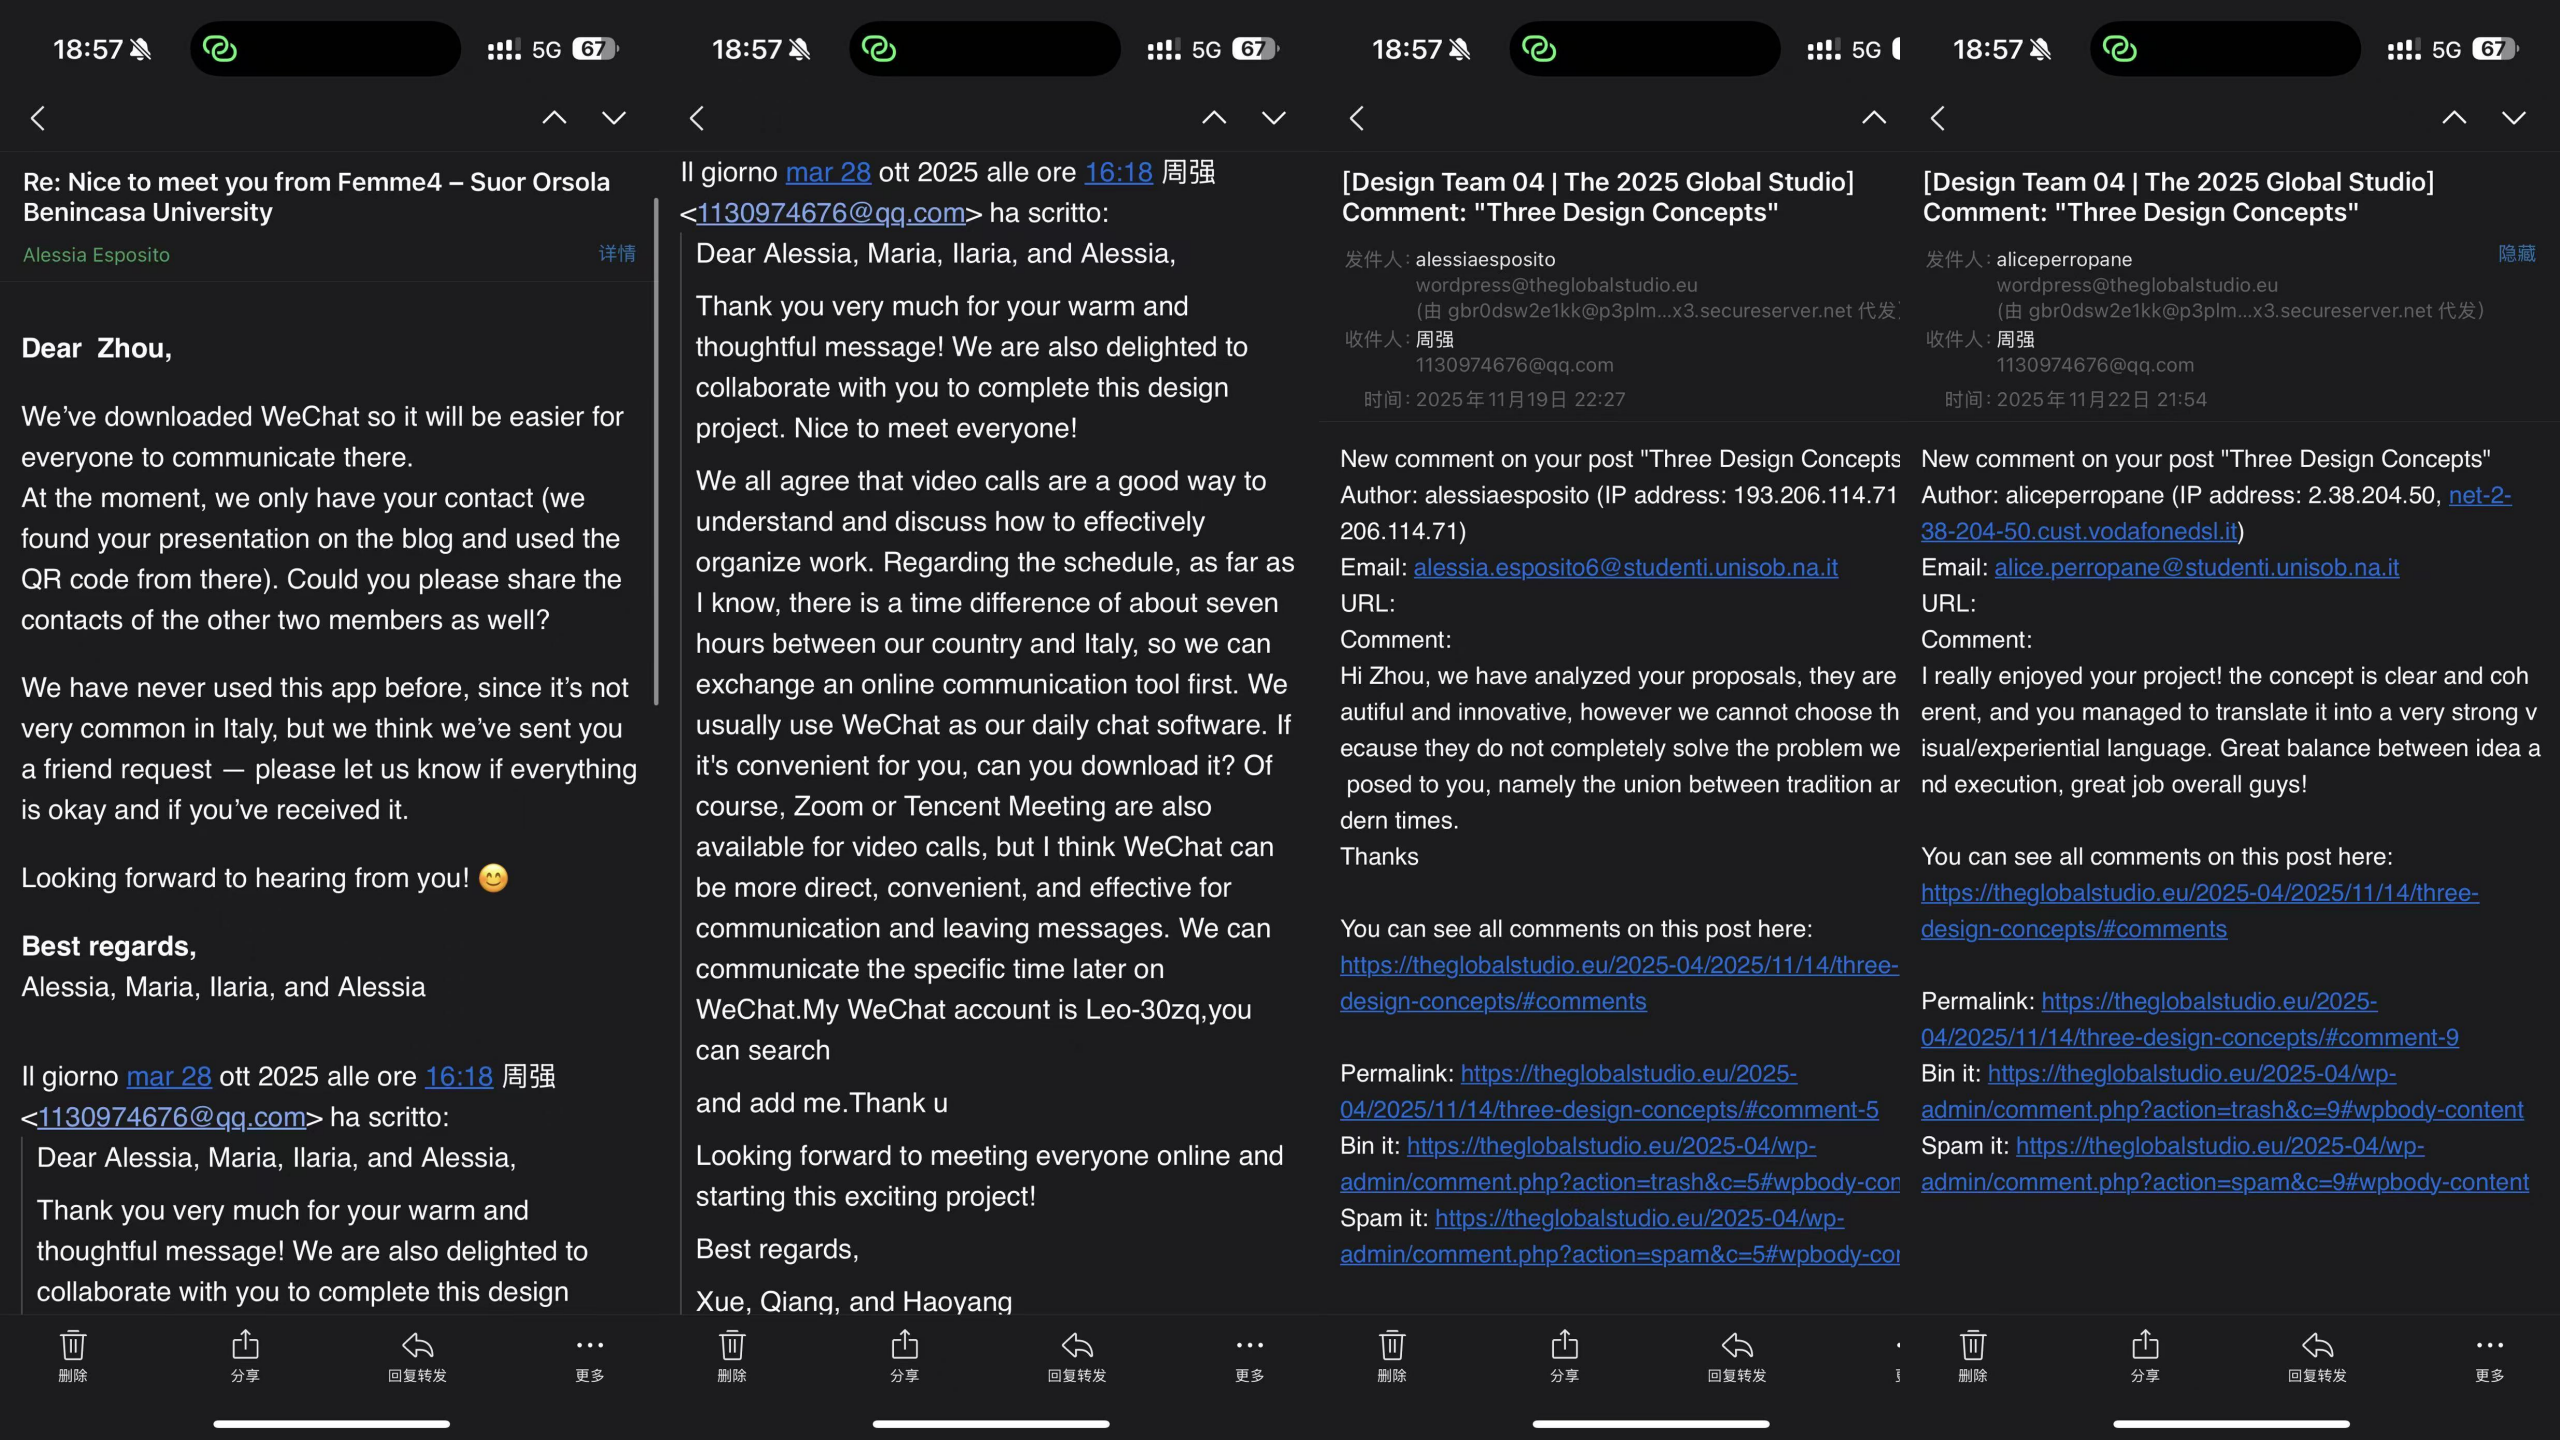 18:57
5G 67
Re: Nice to meet you from Femme4 – Suor Orsola
Benincasa University
Alessia Esposito 详情
Dear Zhou,
We've downloaded WeChat so it will be easier for
everyone to communicate there.
At the moment, we only have your contact (we
found your presentation on the blog and used the
QR code from there). Could you please share the
contacts of the other two members as well?
We have never used this app before, since it's not
very common in Italy, but we think we've sent you
a friend request — please let us know if everything
is okay and if you've received it.
Looking forward to hearing from you! 😊
Best regards,
Alessia, Maria, Ilaria, and Alessia
Il giorno mar 28 ott 2025 alle ore 16:18 周强
<1130974676@qq.com> ha scritto:
Dear Alessia, Maria, Ilaria, and Alessia,
Thank you very much for your warm and
thoughtful message! We are also delighted to
collaborate with you to complete this design
删除 分享 回复转发 更多
18:57
5G 67
Il giorno mar 28 ott 2025 alle ore 16:18 周强
<1130974676@qq.com> ha scritto:
Dear Alessia, Maria, Ilaria, and Alessia,
Thank you very much for your warm and
thoughtful message! We are also delighted to
collaborate with you to complete this design
project. Nice to meet everyone!
We all agree that video calls are a good way to
understand and discuss how to effectively
organize work. Regarding the schedule, as far as
I know, there is a time difference of about seven
hours between our country and Italy, so we can
exchange an online communication tool first. We
usually use WeChat as our daily chat software. If
it's convenient for you, can you download it? Of
course, Zoom or Tencent Meeting are also
available for video calls, but I think WeChat can
be more direct, convenient, and effective for
communication and leaving messages. We can
communicate the specific time later on
WeChat.My WeChat account is Leo-30zq,you
can search
and add me.Thank u
Looking forward to meeting everyone online and
starting this exciting project!
Best regards,
Xue, Qiang, and Haoyang
删除 分享 回复转发 更多
18:57
5G
[Design Team 04 | The 2025 Global Studio]
Comment: "Three Design Concepts"
发件人: alessiaesposito
wordpress@theglobalstudio.eu
(由 gbr0dsw2e1kk@p3plm...x3.secureserver.net 代发)
收件人: 周强
1130974676@qq.com
时间: 2025年11月19日 22:27
New comment on your post "Three Design Concepts
Author: alessiaesposito (IP address: 193.206.114.71
206.114.71)
Email: alessia.esposito6@studenti.unisob.na.it
URL:
Comment:
Hi Zhou, we have analyzed your proposals, they are
autiful and innovative, however we cannot choose th
ecause they do not completely solve the problem we
posed to you, namely the union between tradition ar
dern times.
Thanks
You can see all comments on this post here:
https://theglobalstudio.eu/2025-04/2025/11/14/three-
design-concepts/#comments
Permalink: https://theglobalstudio.eu/2025-
04/2025/11/14/three-design-concepts/#comment-5
Bin it: https://theglobalstudio.eu/2025-04/wp-
admin/comment.php?action=trash&c=5#wpbody-con
Spam it: https://theglobalstudio.eu/2025-04/wp-
admin/comment.php?action=spam&c=5#wpbody-cor
删除 分享 回复转发
18:57
5G 67
[Design Team 04 | The 2025 Global Studio]
Comment: "Three Design Concepts"
发件人: aliceperropane 隐藏
wordpress@theglobalstudio.eu
(由 gbr0dsw2e1kk@p3plm...x3.secureserver.net 代发)
收件人: 周强
1130974676@qq.com
时间: 2025年11月22日 21:54
New comment on your post "Three Design Concepts"
Author: aliceperropane (IP address: 2.38.204.50, net-2-
38-204-50.cust.vodafonedsl.it)
Email: alice.perropane@studenti.unisob.na.it
URL:
Comment:
I really enjoyed your project! the concept is clear and coh
erent, and you managed to translate it into a very strong v
isual/experiential language. Great balance between idea a
nd execution, great job overall guys!
You can see all comments on this post here:
https://theglobalstudio.eu/2025-04/2025/11/14/three-
design-concepts/#comments
Permalink: https://theglobalstudio.eu/2025-
04/2025/11/14/three-design-concepts/#comment-9
Bin it: https://theglobalstudio.eu/2025-04/wp-
admin/comment.php?action=trash&c=9#wpbody-content
Spam it: https://theglobalstudio.eu/2025-04/wp-
admin/comment.php?action=spam&c=9#wpbody-content
删除 分享 回复转发 更多